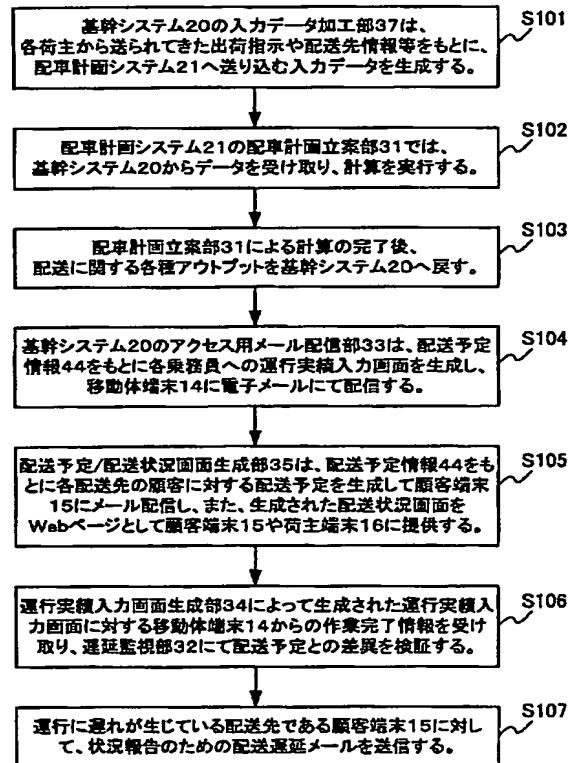 S101
基幹システム20の入力データ加工部37は、
各荷主から送られてきた出荷指示や配送先情報等をもとに、
配車計画システム21へ送り込む入力データを生成する。
S102
配車計画システム21の配車計画立案部31では、
基幹システム20からデータを受け取り、計算を実行する。
S103
配車計画立案部31による計算の完了後、
配送に関する各種アウトプットを基幹システム20へ戻す。
S104
基幹システム20のアクセス用メール配信部33は、配送予定
情報44をもとに各乗務員への運行実績入力画面を生成し、
移動体端末14に電子メールにて配信する。
S105
配送予定/配送状況画面生成部35は、配送予定情報44をも
とに各配送先の顧客に対する配送予定を生成して顧客端末
15にメール配信し、また、生成された配送状況画面を
Webページとして顧客端末15や荷主端末16に提供する。
S106
運行実績入力画面生成部34によって生成された運行実績入
力画面に対する移動体端末14からの作業完了情報を受け
取り、遅延監視部32にて配送予定との差異を検証する。
S107
運行に遅れが生じている配送先である顧客端末15に対し
て、状況報告のための配送遅延メールを送信する。